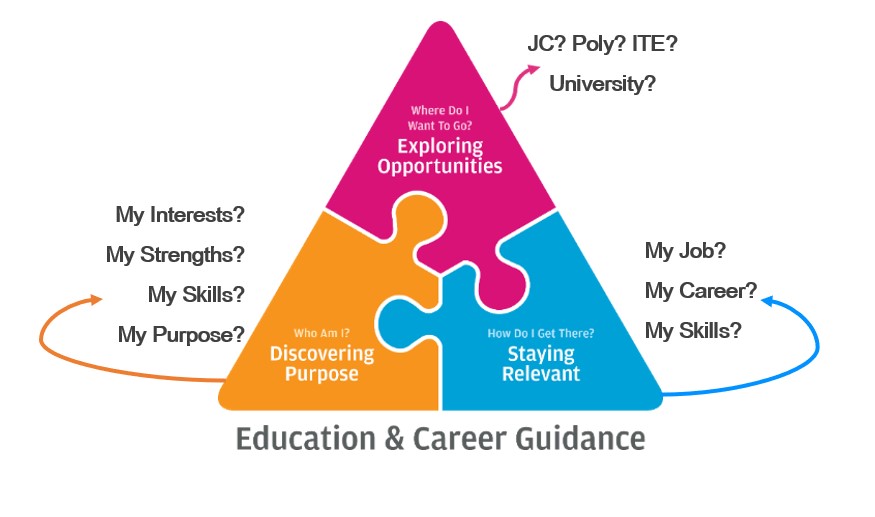 JC? Poly? ITE?
University?
Where Do I
Want To Go?
Exploring
Opportunities
My Interests?
My Strengths?
My Skills?
My Purpose?
Who Am I?
Discovering
Purpose
How Do I Get There?
Staying
Relevant
My Job?
My Career?
My Skills?
Education & Career Guidance